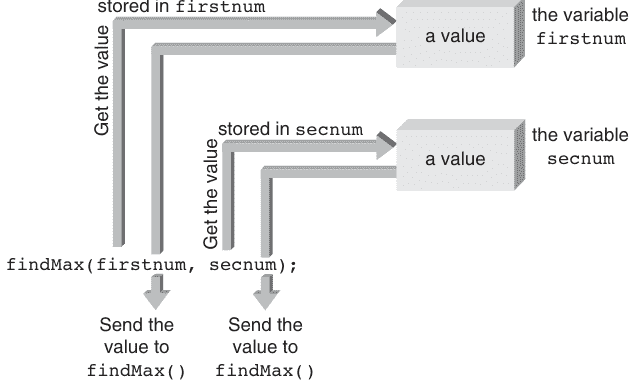 stored in firstnum
Get the value
a value
the variable
firstnum
stored in secnum
Get the value
a value
the variable
secnum
findMax(firstnum, secnum);
Send the
value to
findMax()
Send the
value to
findMax()